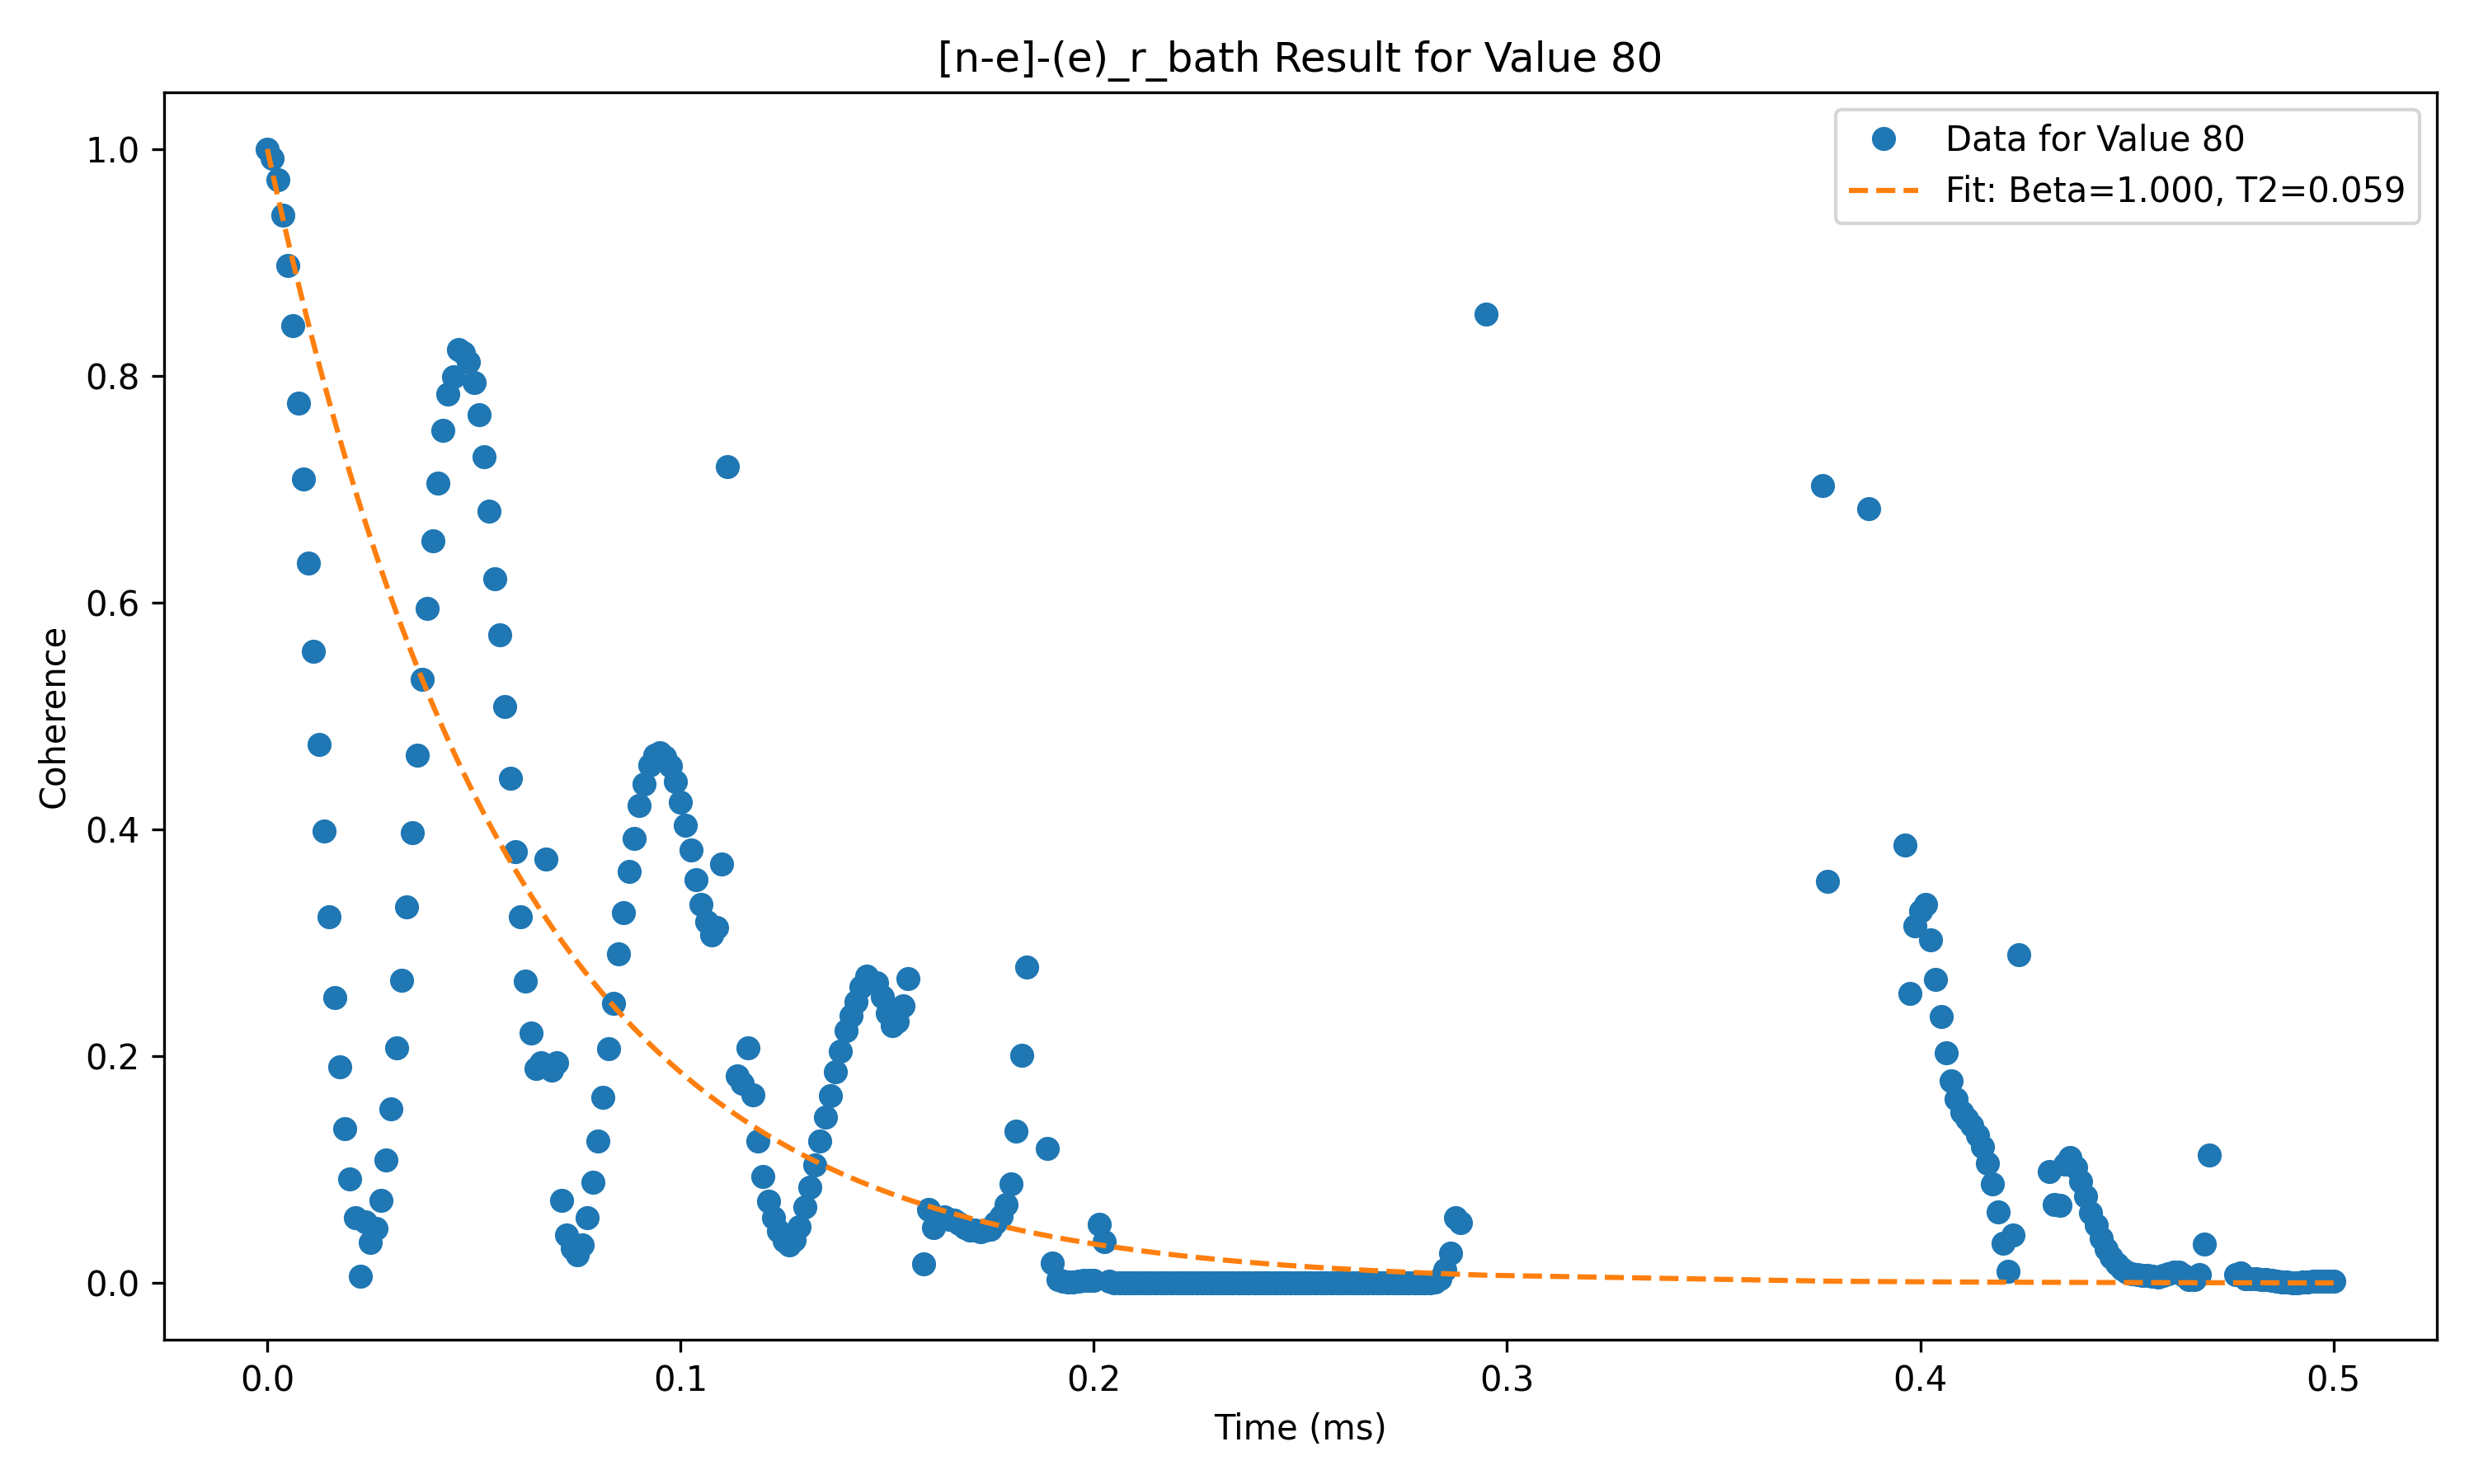 [n-e]-(e)_r_bath Result for Value 80
Data for Value 80
Fit: Beta=1.000, T2=0.059
1.0
0.8
0.6
0.4
0.2
0.0
Coherence
0.0 0.1 0.2 0.3 0.4 0.5
Time (ms)